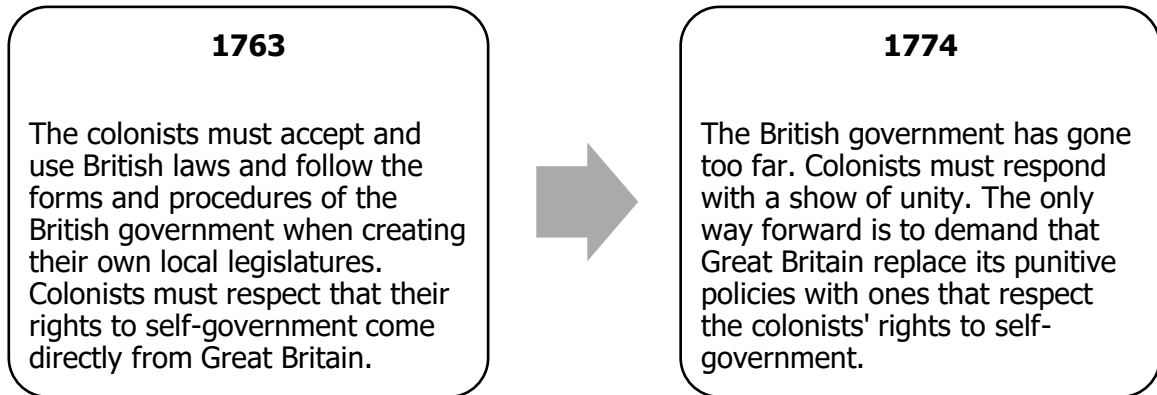 1763
The colonists must accept and
use British laws and follow the
forms and procedures of the
British government when creating
their own local legislatures.
Colonists must respect that their
rights to self-government come
directly from Great Britain.
1774
The British government has gone
too far. Colonists must respond
with a show of unity. The only
way forward is to demand that
Great Britain replace its punitive
policies with ones that respect
the colonists' rights to self-
government.